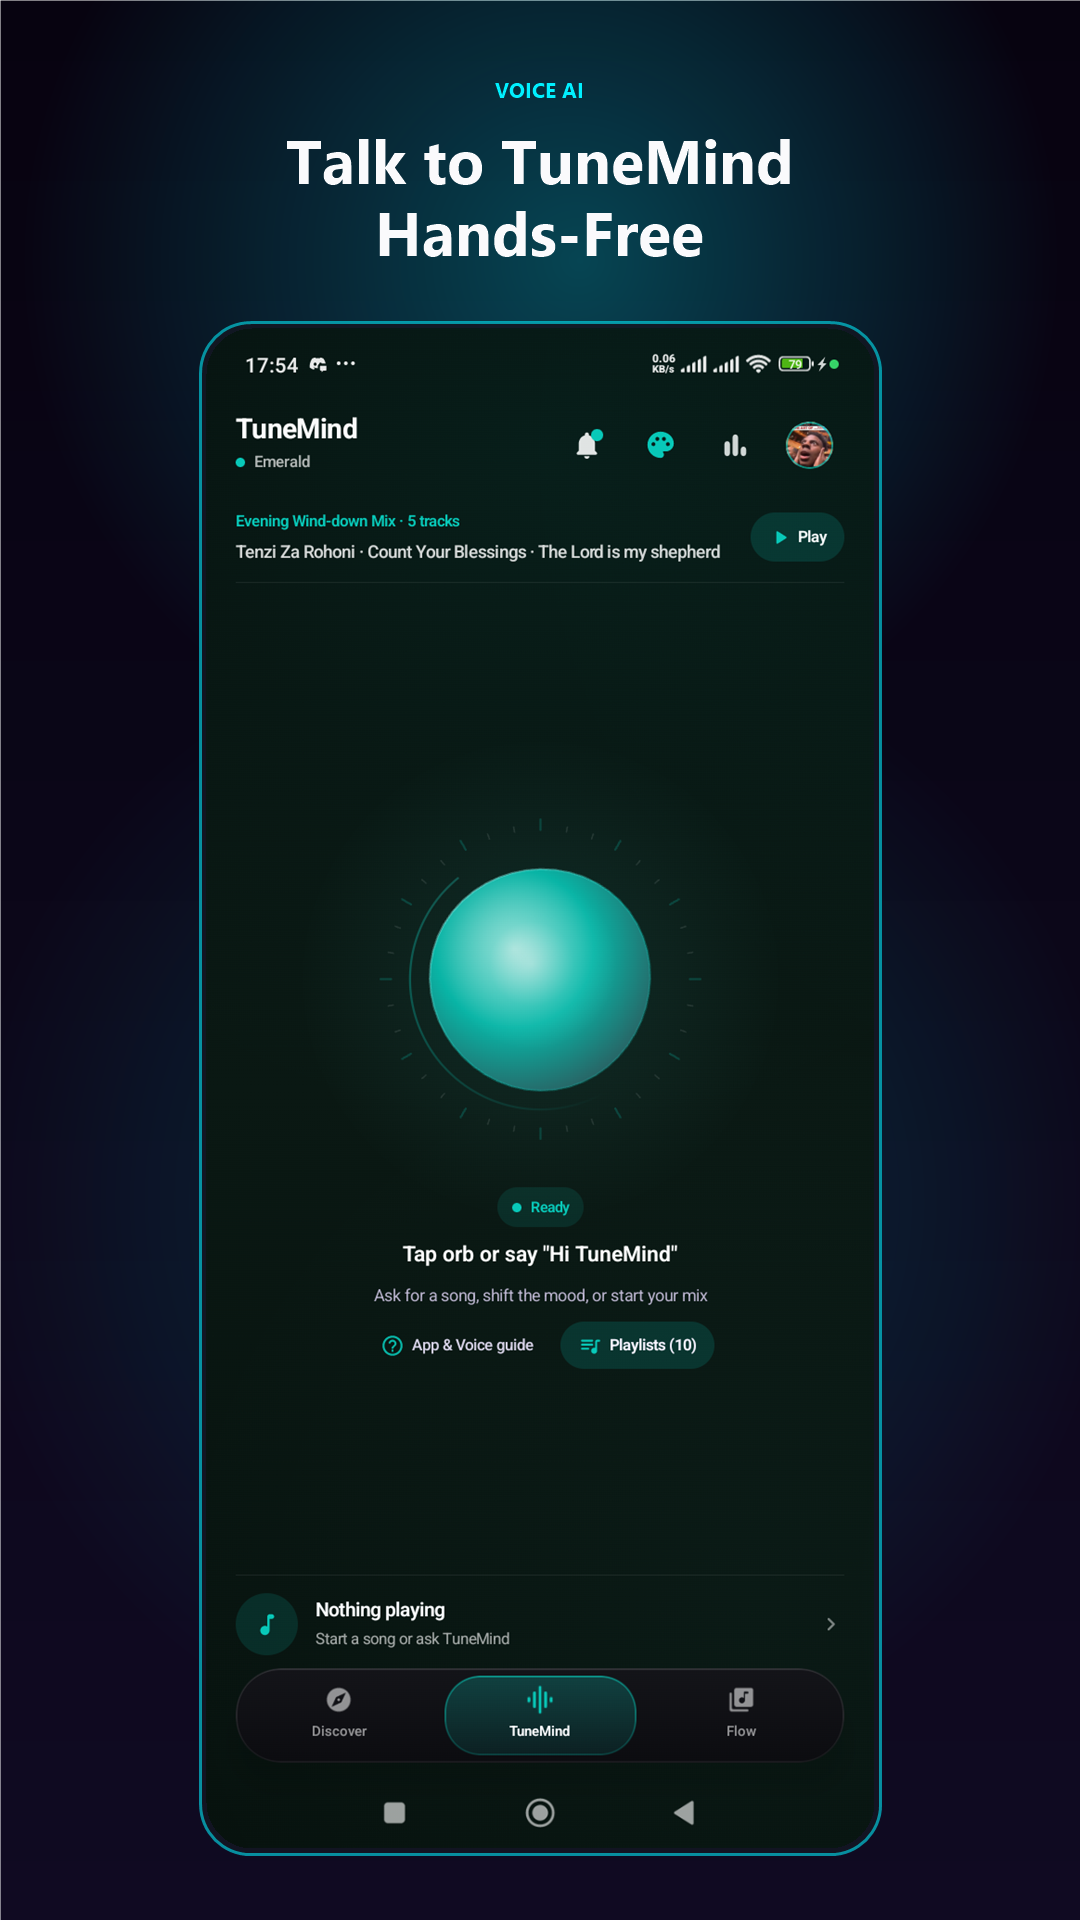 VOICE AI
Talk to TuneMind
Hands-Free
17:54
0.06
KB/s
79
TuneMind
Emerald
Evening Wind-down Mix · 5 tracks
Tenzi Za Rohoni · Count Your Blessings · The Lord is my shepherd
Play
Ready
Tap orb or say "Hi TuneMind"
Ask for a song, shift the mood, or start your mix
App & Voice guide
Playlists (10)
Nothing playing
Start a song or ask TuneMind
Discover
TuneMind
Flow